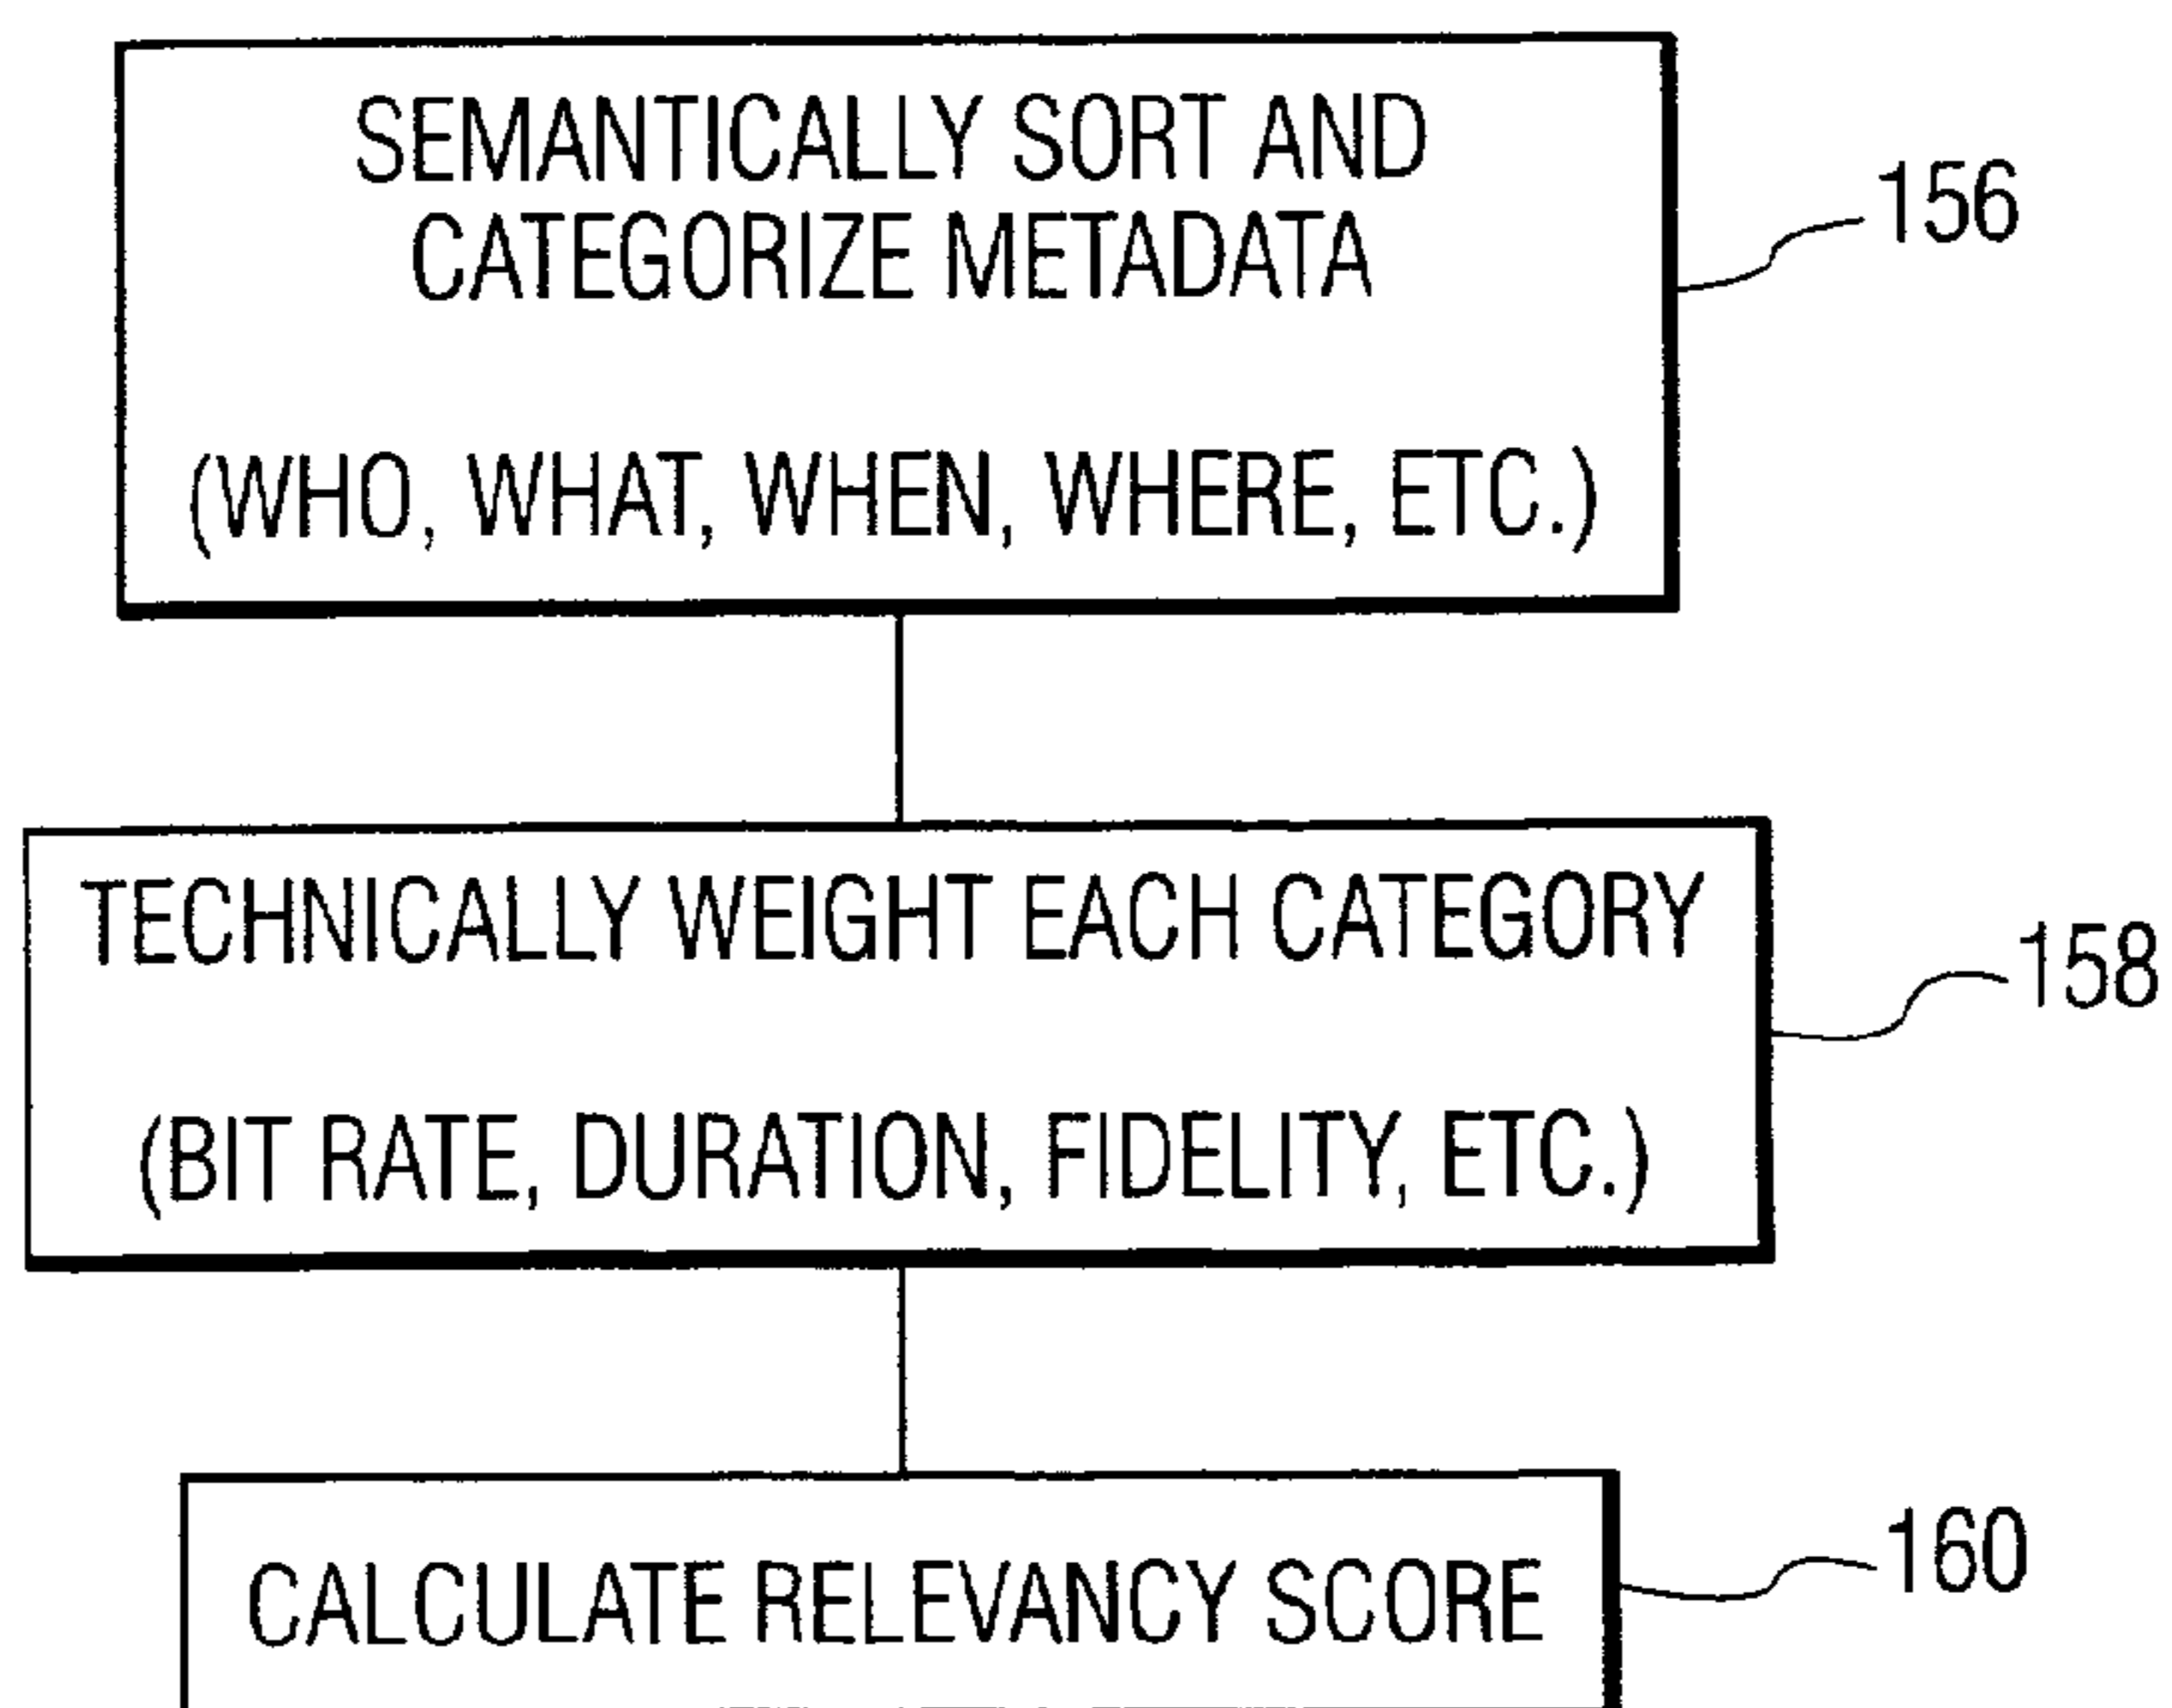 SEMANTICALLY SORT AND
CATEGORIZE METADATA
(WHO, WHAT, WHEN, WHERE, ETC.)
156
TECHNICALLY WEIGHT EACH CATEGORY
(BIT RATE, DURATION, FIDELITY, ETC.)
158
CALCULATE RELEVANCY SCORE
160